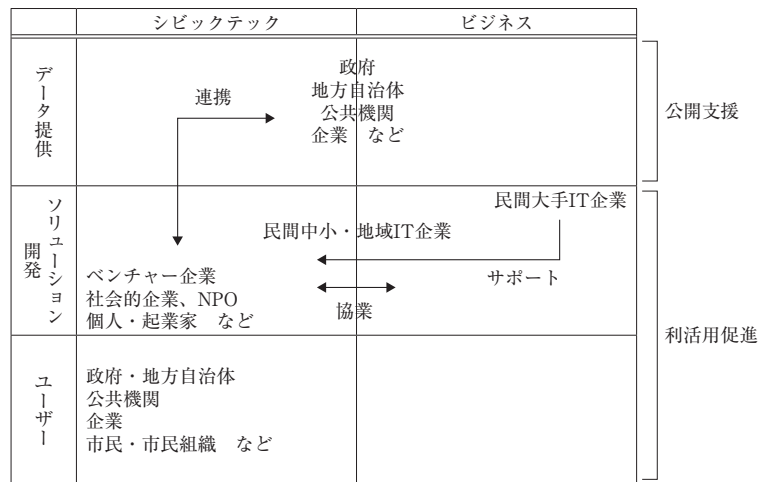 シビックテック
ビジネス
データ提供
政府
地方自治体
公共機関
企業　など
連携
公開支援
ソリューション
開発
民間大手IT企業
民間中小・地域IT企業
サポート
ベンチャー企業
社会的企業、NPO
個人・起業家　など
協業
利活用促進
ユーザー
政府・地方自治体
公共機関
企業
市民・市民組織　など